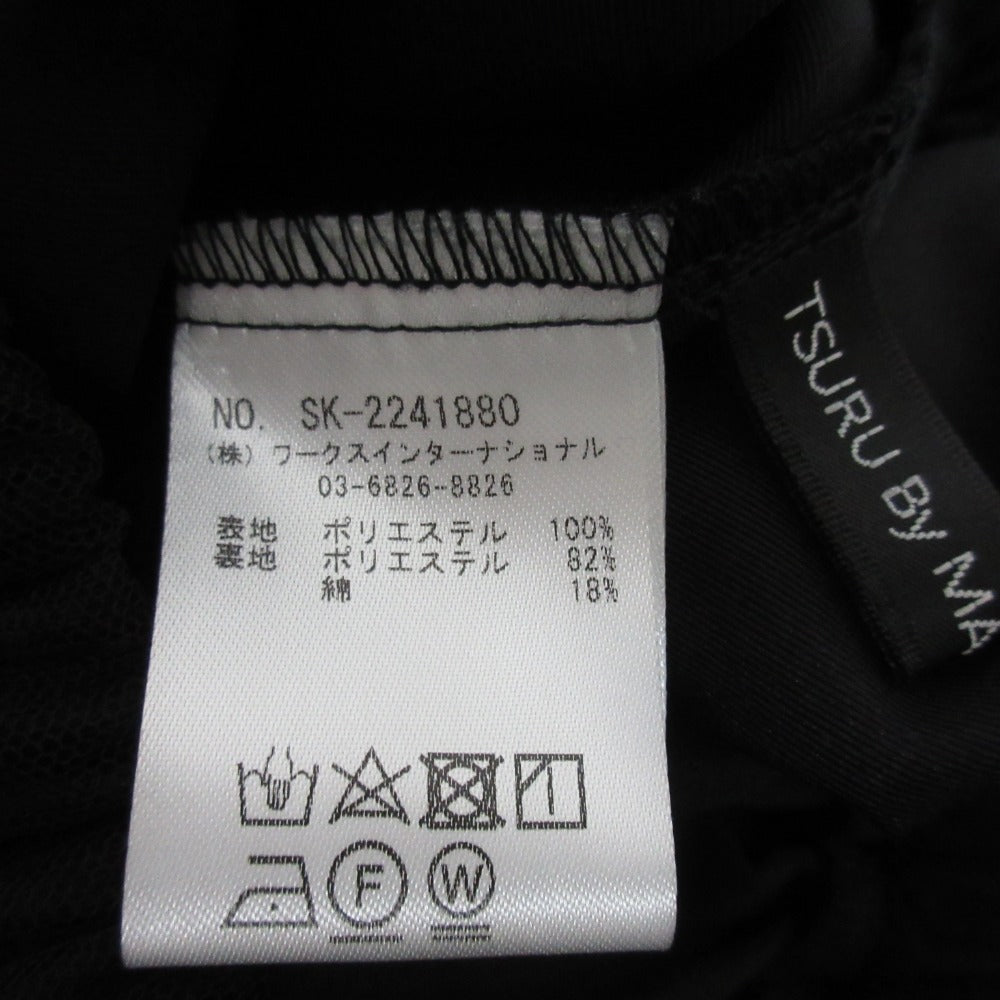 NO. SK-2241880
(株) ワークスインターナショナル
03-6826-8826
表地 ポリエステル 100%
裏地 ポリエステル 82%
綿 18%
F W
TSURU BY MA